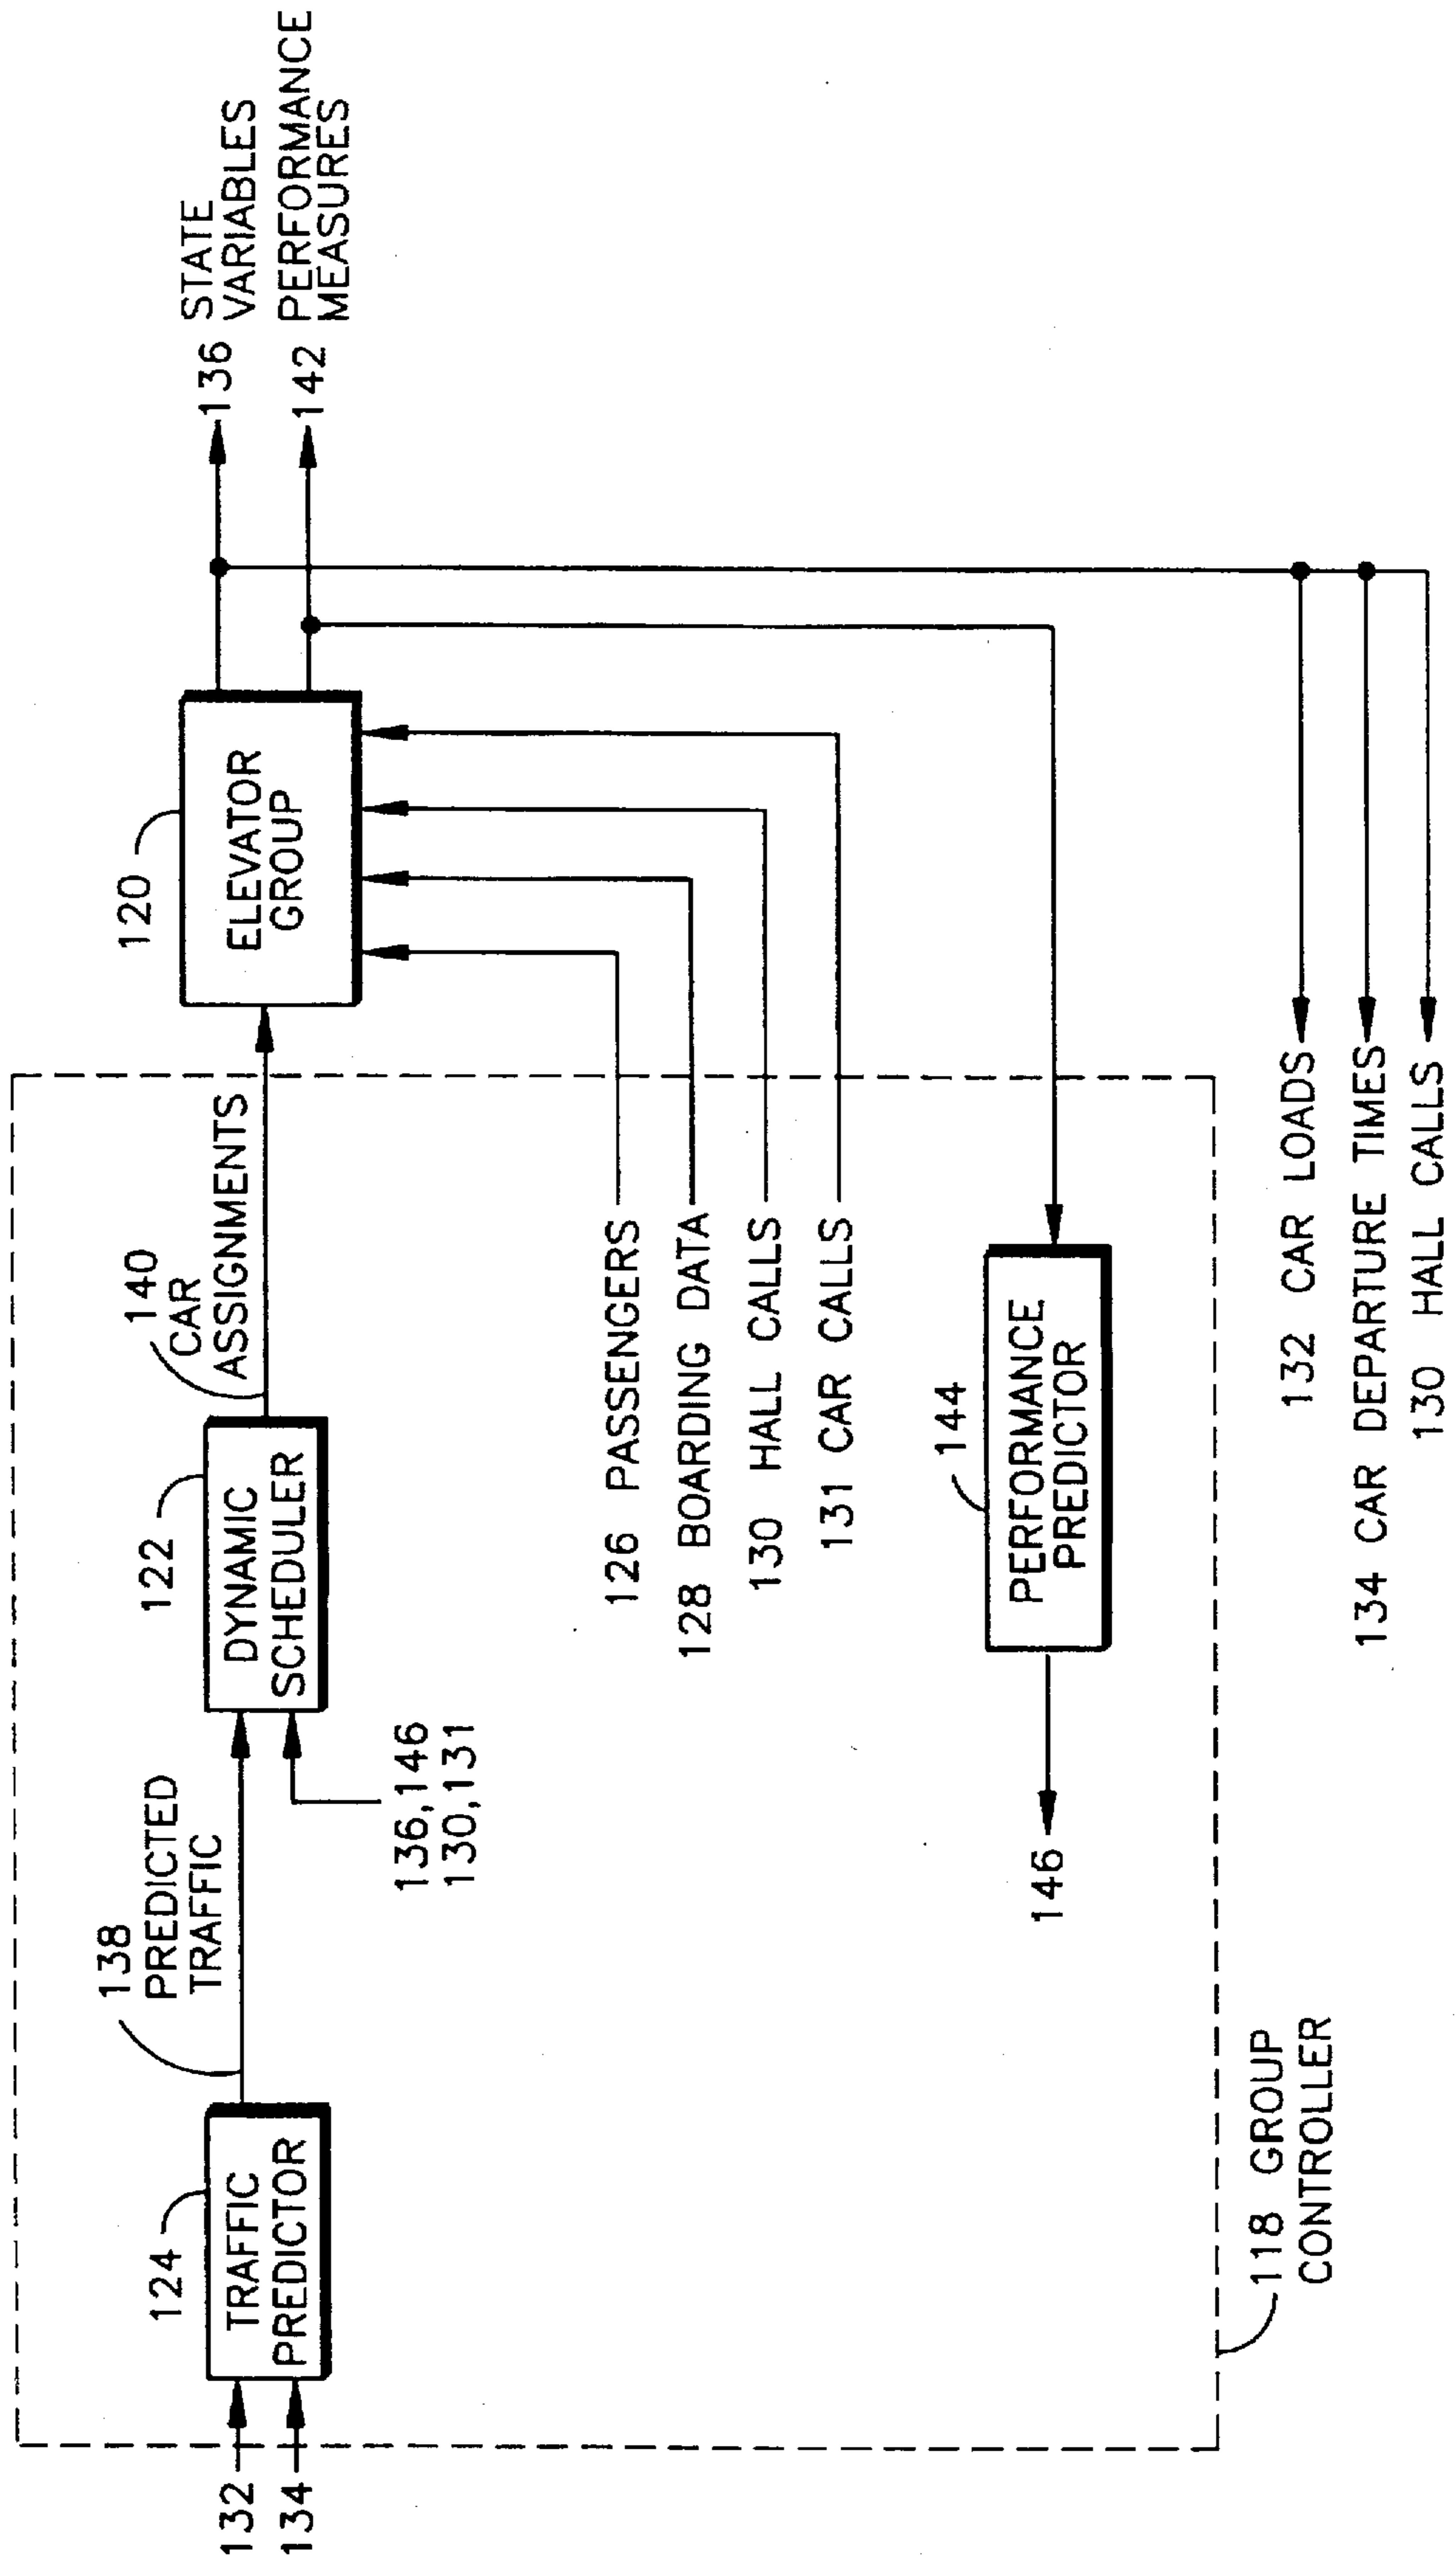 132
134
124
TRAFFIC
PREDICTOR
138
PREDICTED
TRAFFIC
122
DYNAMIC
SCHEDULER
136,146
130,131
140
CAR
ASSIGNMENTS
120
ELEVATOR
GROUP
136 STATE
VARIABLES
142 PERFORMANCE
MEASURES
126 PASSENGERS
128 BOARDING DATA
130 HALL CALLS
131 CAR CALLS
146
144
PERFORMANCE
PREDICTOR
118 GROUP
CONTROLLER
132 CAR LOADS
134 CAR DEPARTURE TIMES
130 HALL CALLS